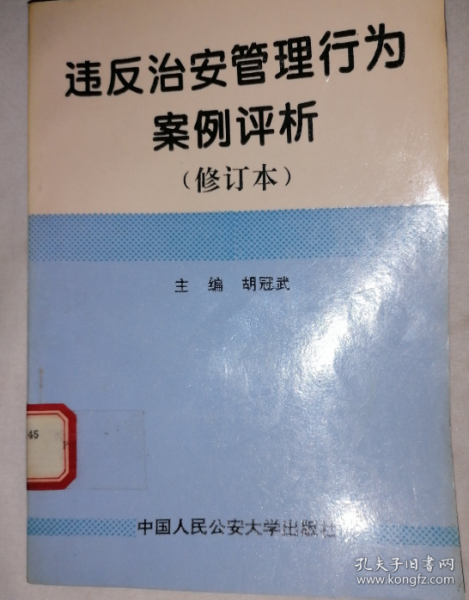 违反治安管理行为
案例评析
（修订本）
主 编 胡冠武
45
中国人民公安大学出版社
孔夫子旧书网
www.kongfz.com